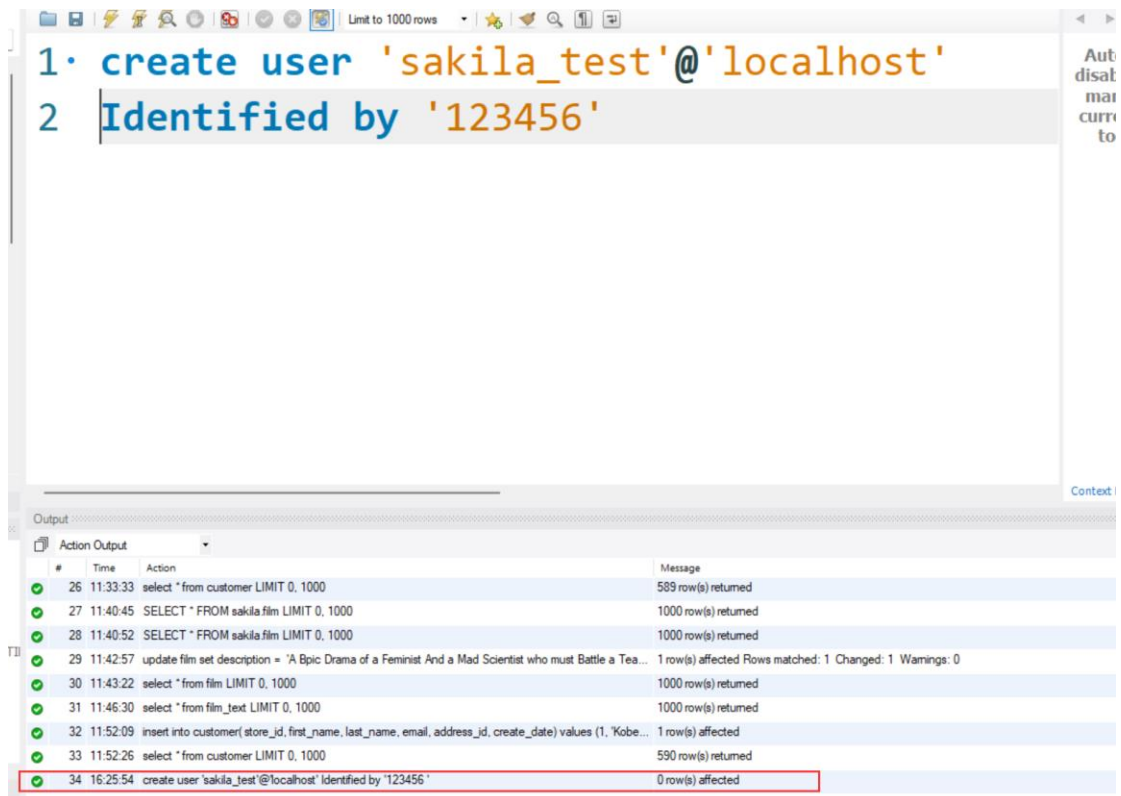 Limit to 1000 rows
1 create user 'sakila_test'@'localhost'
2 Identified by '123456'
Context
Output
Action Output
# Time Action Message
26 11:33:33 select * from customer LIMIT 0, 1000 589 row(s) returned
27 11:40:45 SELECT * FROM sakila.film LIMIT 0, 1000 1000 row(s) returned
28 11:40:52 SELECT * FROM sakila.film LIMIT 0, 1000 1000 row(s) returned
29 11:42:57 update film set description = 'A Bpic Drama of a Feminist And a Mad Scientist who must Battle a Tea... 1 row(s) affected Rows matched: 1 Changed: 1 Warnings: 0
30 11:43:22 select * from film LIMIT 0, 1000 1000 row(s) returned
31 11:46:30 select * from film_text LIMIT 0, 1000 1000 row(s) returned
32 11:52:09 insert into customer( store_id, first_name, last_name, email, address_id, create_date) values (1, 'Kobe... 1 row(s) affected
33 11:52:26 select * from customer LIMIT 0, 1000 590 row(s) returned
34 16:25:54 create user 'sakila_test'@'localhost' Identified by '123456 ' 0 row(s) affected